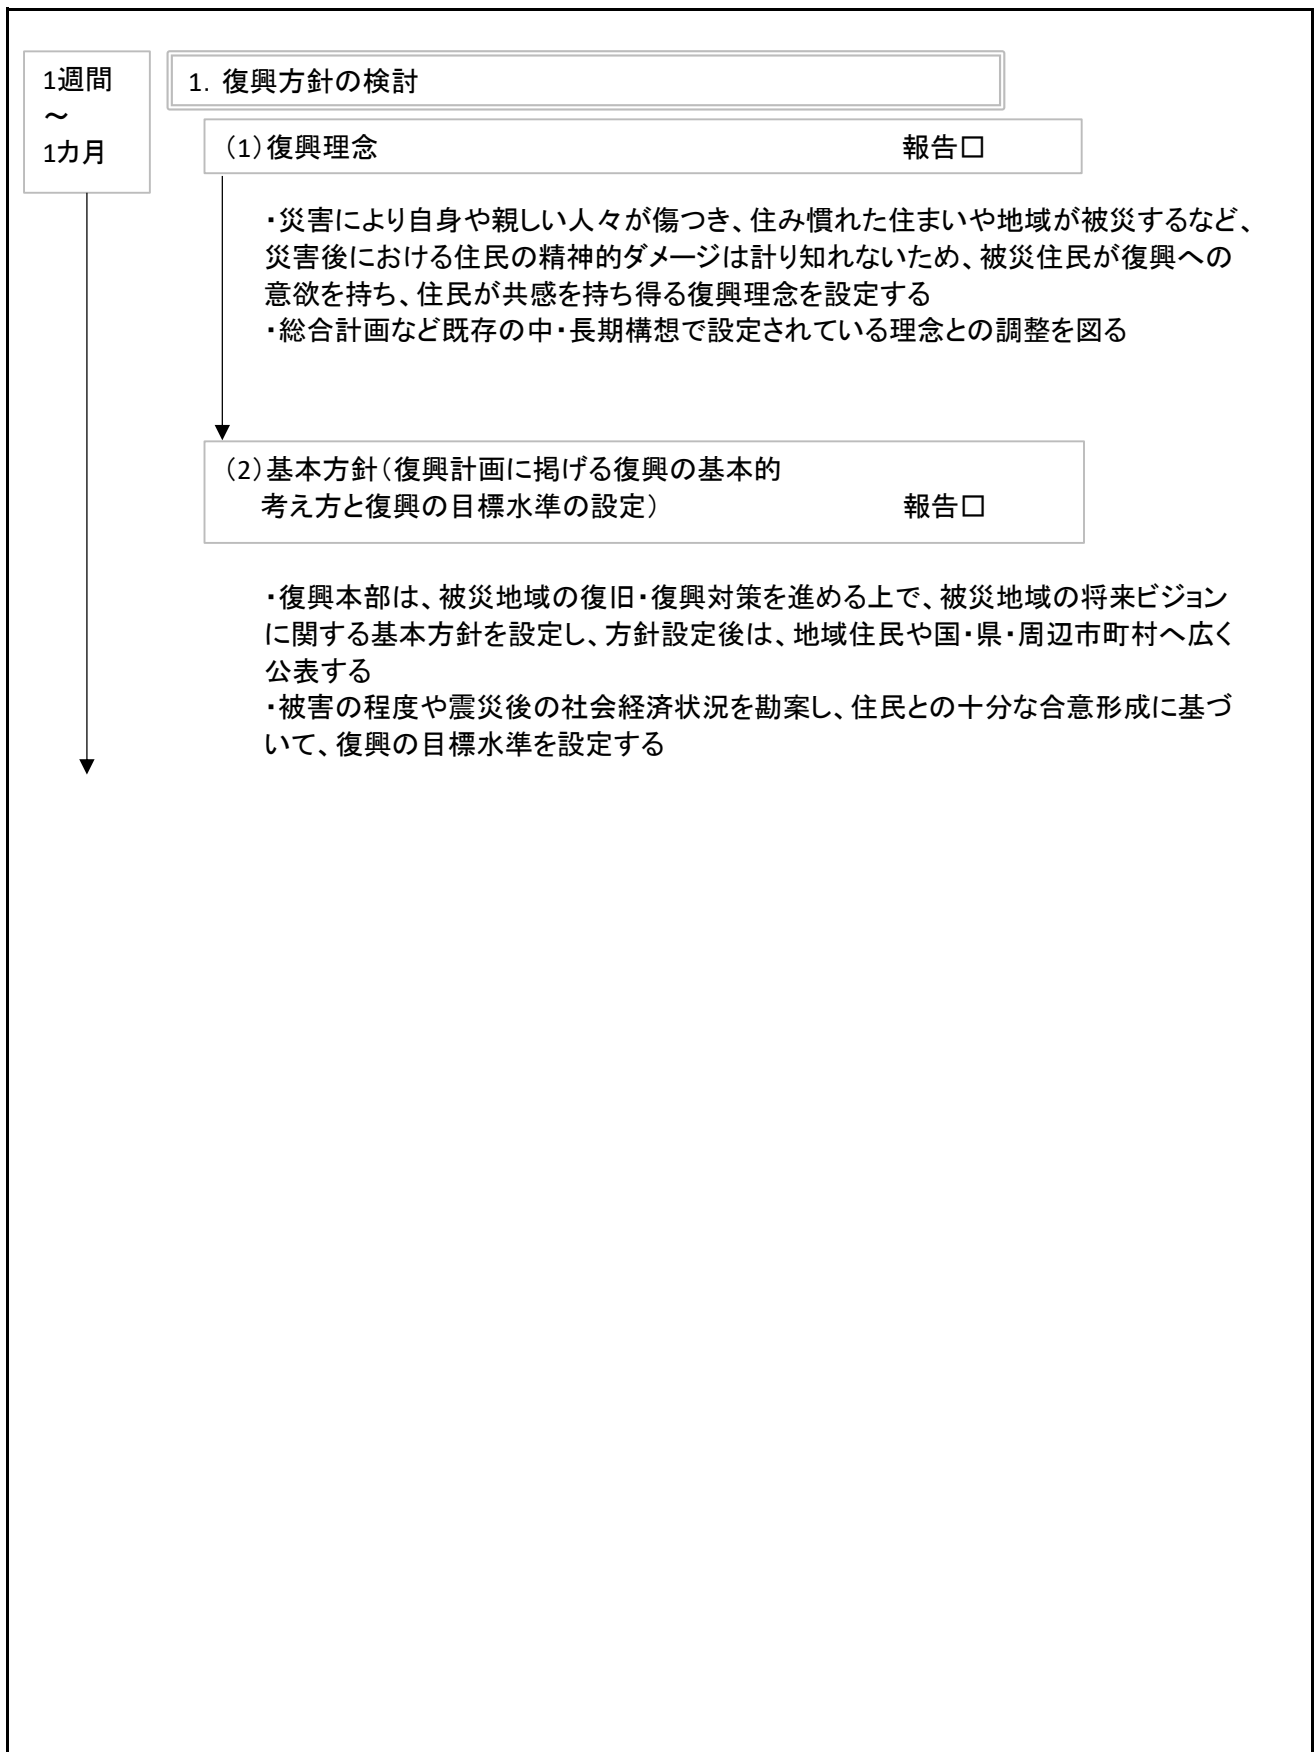 1週間
～
1カ月
1. 復興方針の検討
（1）復興理念 報告□
・災害により自身や親しい人々が傷つき、住み慣れた住まいや地域が被災するなど、
災害後における住民の精神的ダメージは計り知れないため、被災住民が復興への
意欲を持ち、住民が共感を持ち得る復興理念を設定する
・総合計画など既存の中・長期構想で設定されている理念との調整を図る
（2）基本方針（復興計画に掲げる復興の基本的
考え方と復興の目標水準の設定） 報告□
・復興本部は、被災地域の復旧・復興対策を進める上で、被災地域の将来ビジョン
に関する基本方針を設定し、方針設定後は、地域住民や国・県・周辺市町村へ広く
公表する
・被害の程度や震災後の社会経済状況を勘案し、住民との十分な合意形成に基づ
いて、復興の目標水準を設定する